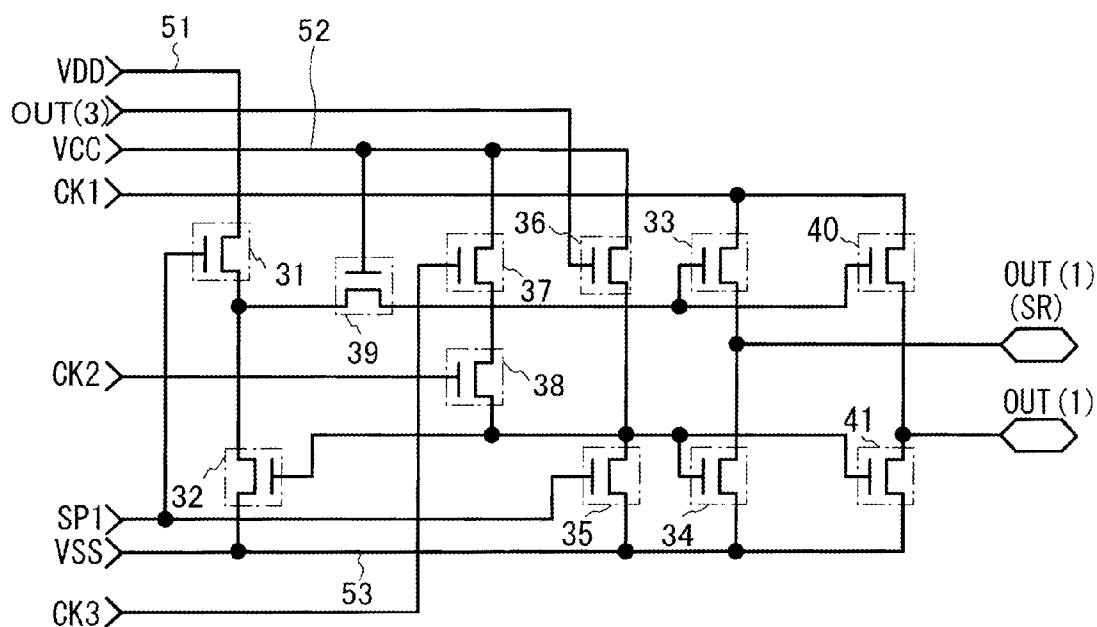 51
52
VDD
OUT(3)
VCC
CK1
36
33
40
31
37
OUT(1)
(SR)
39
CK2
38
OUT(1)
41
32
SP1
35
34
VSS
53
CK3